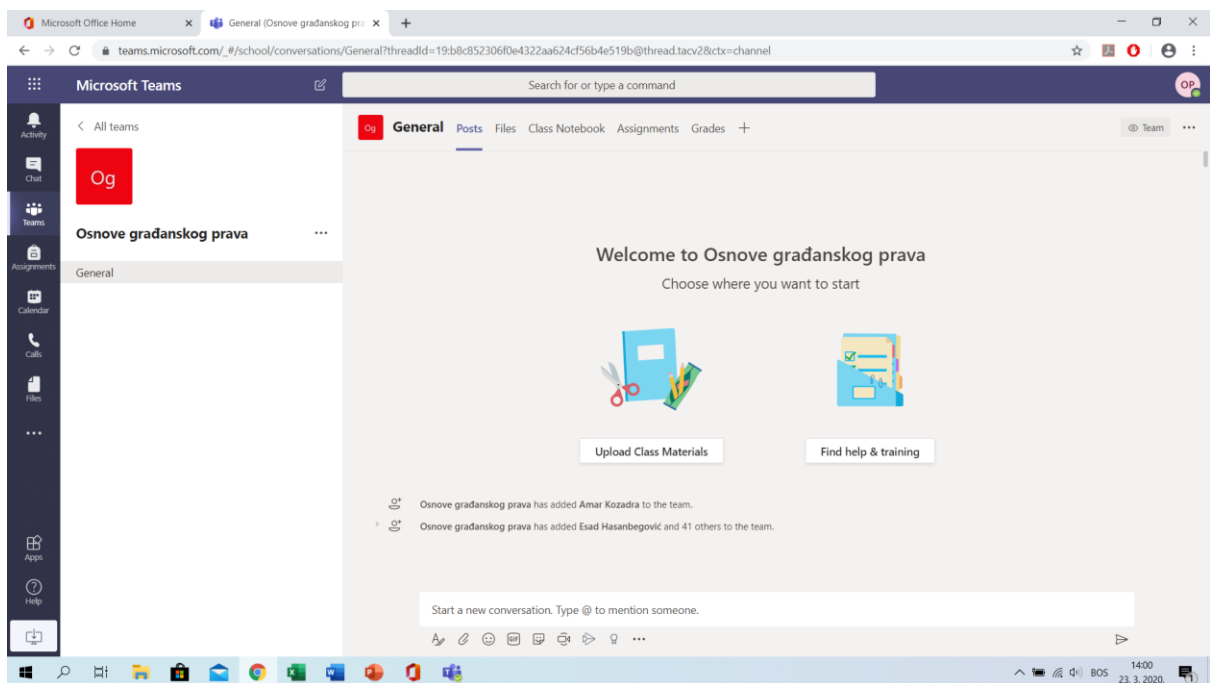 Microsoft Office Home
General (Osnove građanskog pra
teams.microsoft.com/_#/school/conversations/General?threadId=19:b8c852306f0e4322aa624cf56b4e519b@thread.tacv2&ctx=channel
Microsoft Teams
Search for or type a command
OP
Activity
Chat
Teams
Assignments
Calendar
Calls
Files
Apps
Help
All teams
Og
Osnove građanskog prava
General
Og General Posts Files Class Notebook Assignments Grades
Team
Welcome to Osnove građanskog prava
Choose where you want to start
Upload Class Materials
Find help & training
Osnove građanskog prava has added Amar Kozadra to the team.
Osnove građanskog prava has added Esad Hasanbegović and 41 others to the team.
Start a new conversation. Type @ to mention someone.
GIF
BOS
14:00
23. 3. 2020.